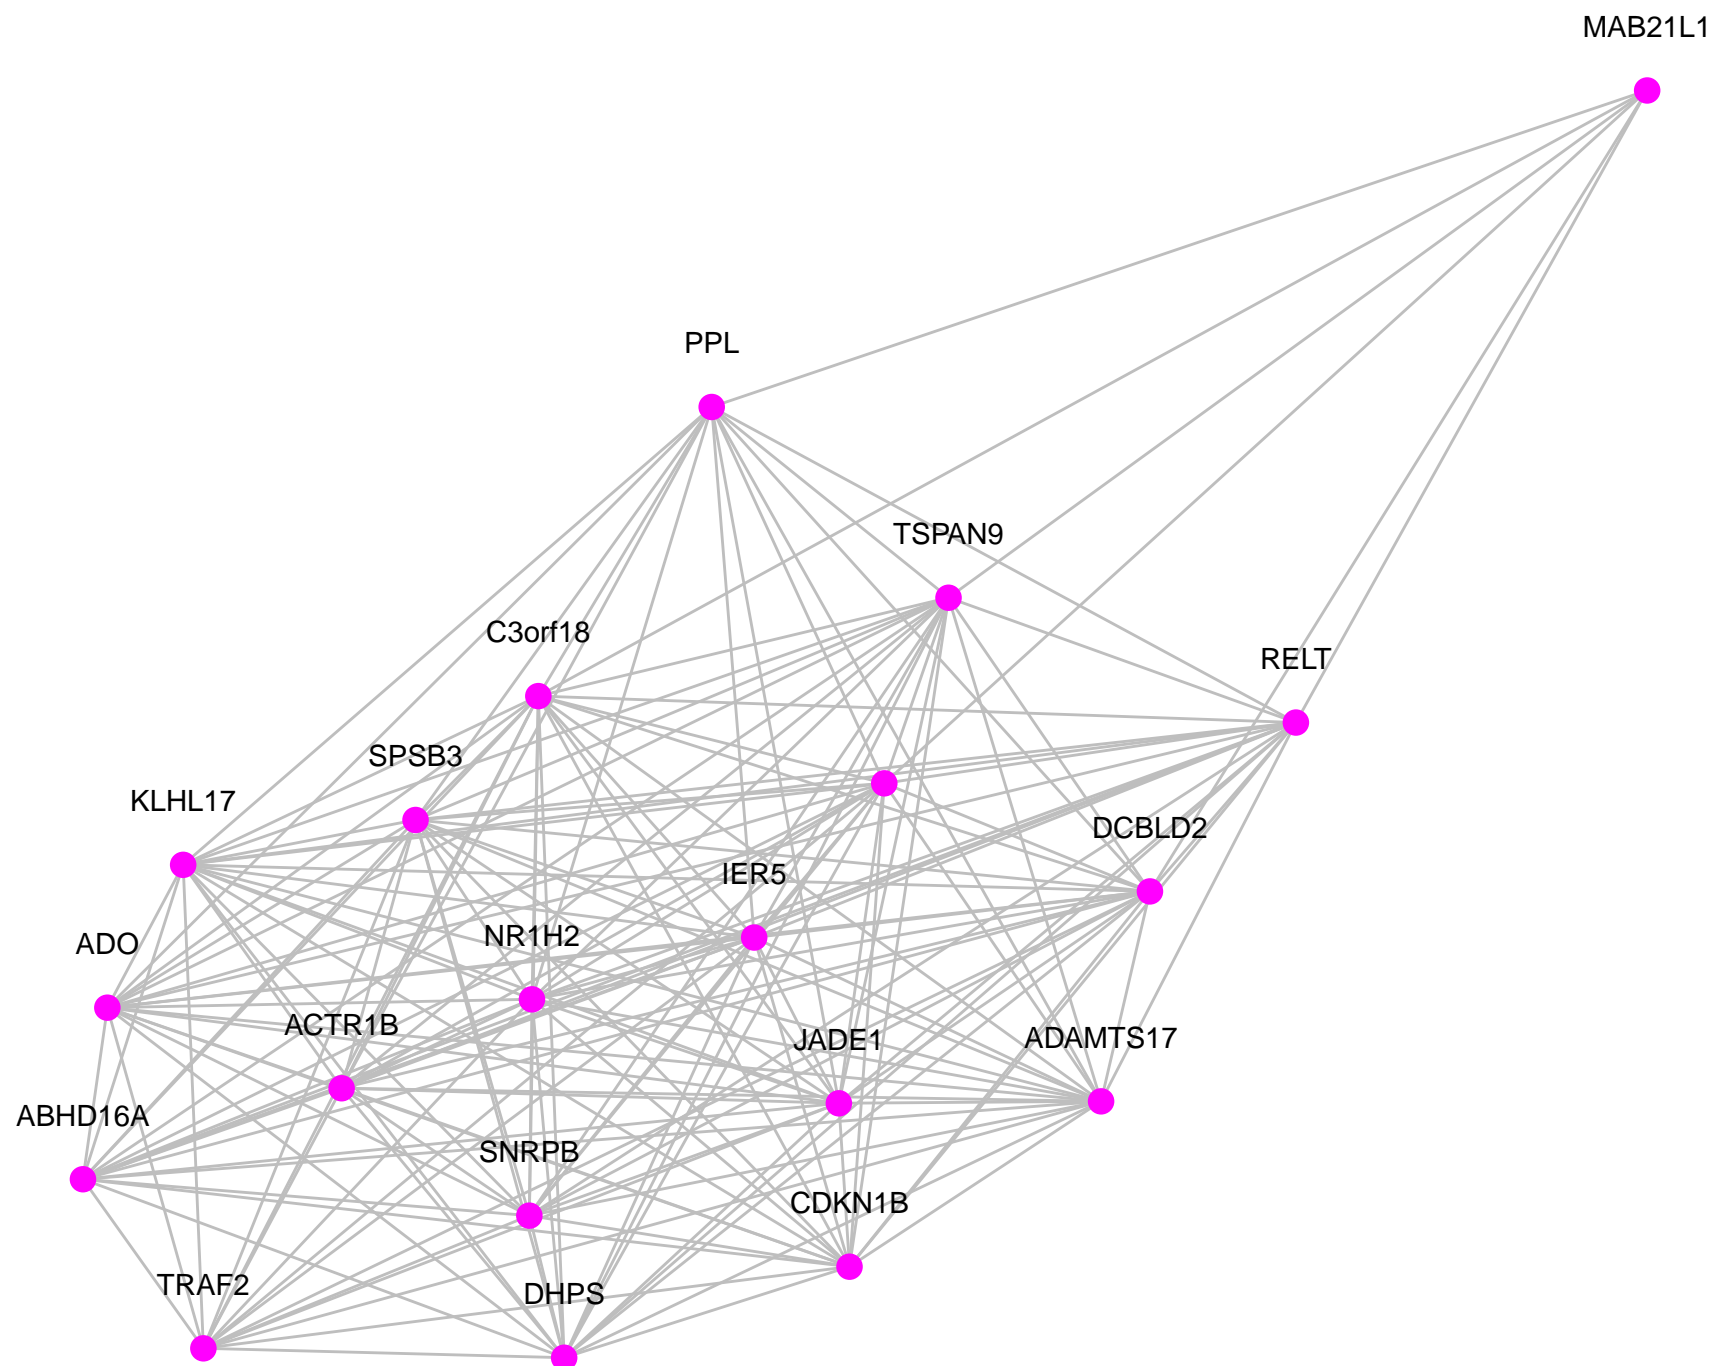 MAB21L1
PPL
TSPAN9
C3orf18
RELT
SPSB3
KLHL17
DCBLD2
IER5
NR1H2
ADO
ACTR1B
JADE1
ADAMTS17
ABHD16A
SNRPB
CDKN1B
TRAF2
DHPS